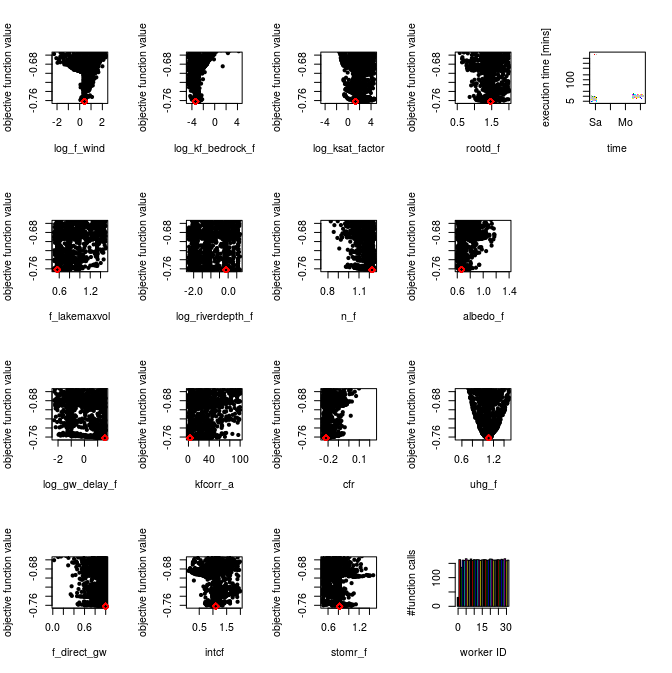 objective function value
-0.76 -0.68
-2 0 2
log_f_wind
objective function value
-0.76 -0.68
-4 0 4
log_kf_bedrock_f
objective function value
-0.76 -0.68
-4 0 4
log_ksat_factor
objective function value
-0.76 -0.68
0.5 1.5
rootd_f
execution time [mins]
5 100
Sa Mo
time
objective function value
-0.76 -0.68
0.6 1.2
f_lakemaxvol
objective function value
-0.76 -0.68
-2.0 0.0
log_riverdepth_f
objective function value
-0.76 -0.68
0.8 1.1
n_f
objective function value
-0.76 -0.68
0.6 1.0 1.4
albedo_f
objective function value
-0.76 -0.68
-2 0
log_gw_delay_f
objective function value
-0.76 -0.68
0 40 100
kfcorr_a
objective function value
-0.76 -0.68
-0.2 0.1
cfr
objective function value
-0.76 -0.68
0.6 1.2
uhg_f
objective function value
-0.76 -0.68
0.0 0.6
f_direct_gw
objective function value
-0.76 -0.68
0.5 1.5
intcf
objective function value
-0.76 -0.68
0.6 1.2
stomr_f
#function calls
0 100
0 15 30
worker ID